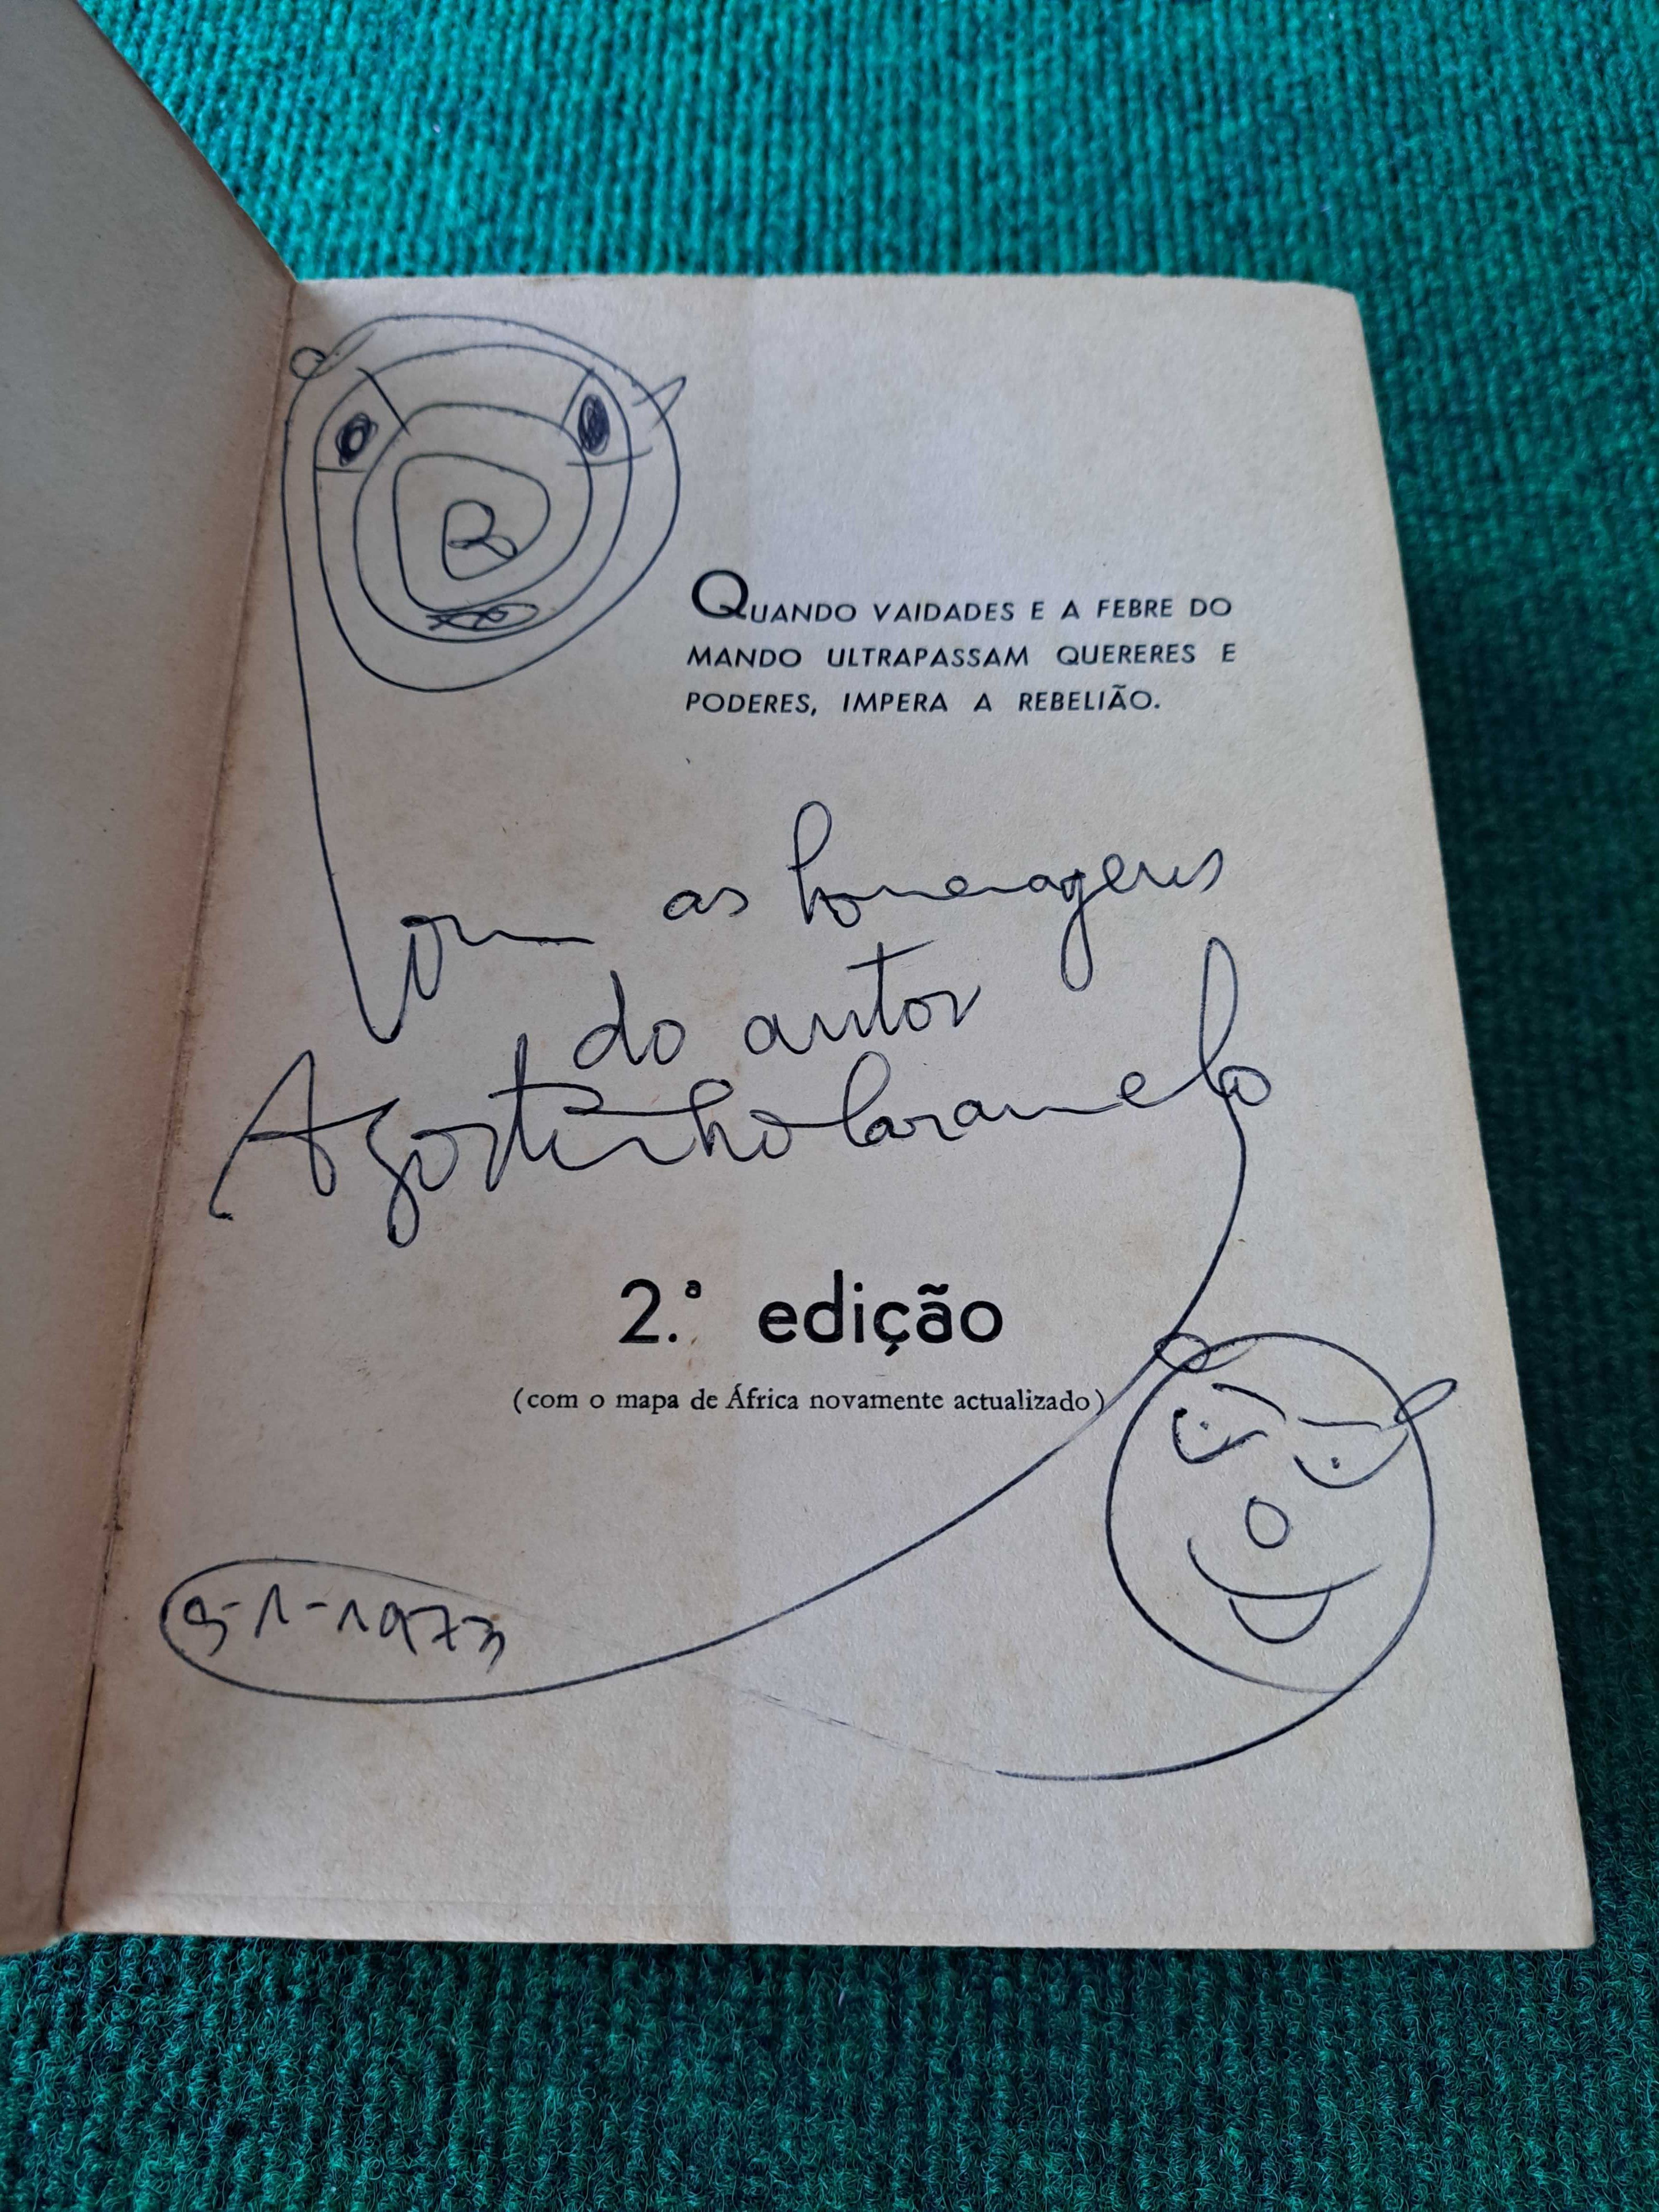 QUANDO VAIDADES E A FEBRE DO
MANDO ULTRAPASSAM QUERERES E
PODERES, IMPERA A REBELIÃO.
Com as homenagens
do autor
Agostinho Caramelo
2.ª edição
(com o mapa de África novamente actualizado)
9-1-1973